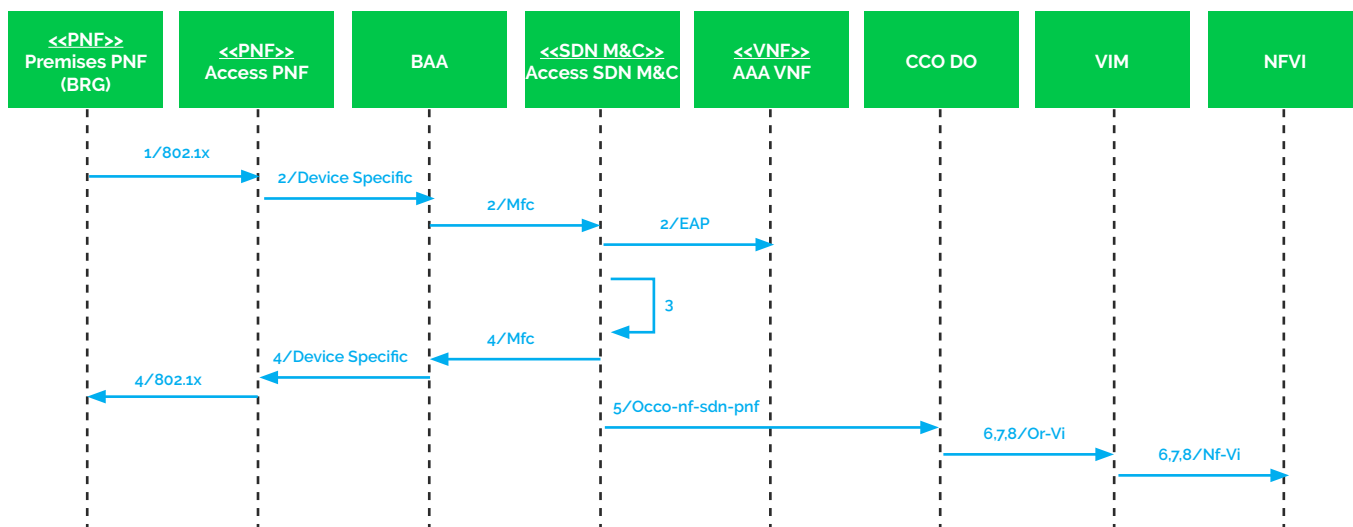 <<PNF>>
Premises PNF
(BRG)
<<PNF>>
Access PNF
BAA
<<SDN M&C>>
Access SDN M&C
<<VNF>>
AAA VNF
CCO DO
VIM
NFVI
1/802.1x
2/Device Specific
2/Mfc
2/EAP
3
4/Mfc
4/Device Specific
4/802.1x
5/Occo-nf-sdn-pnf
6,7,8/Or-Vi
6,7,8/Nf-Vi